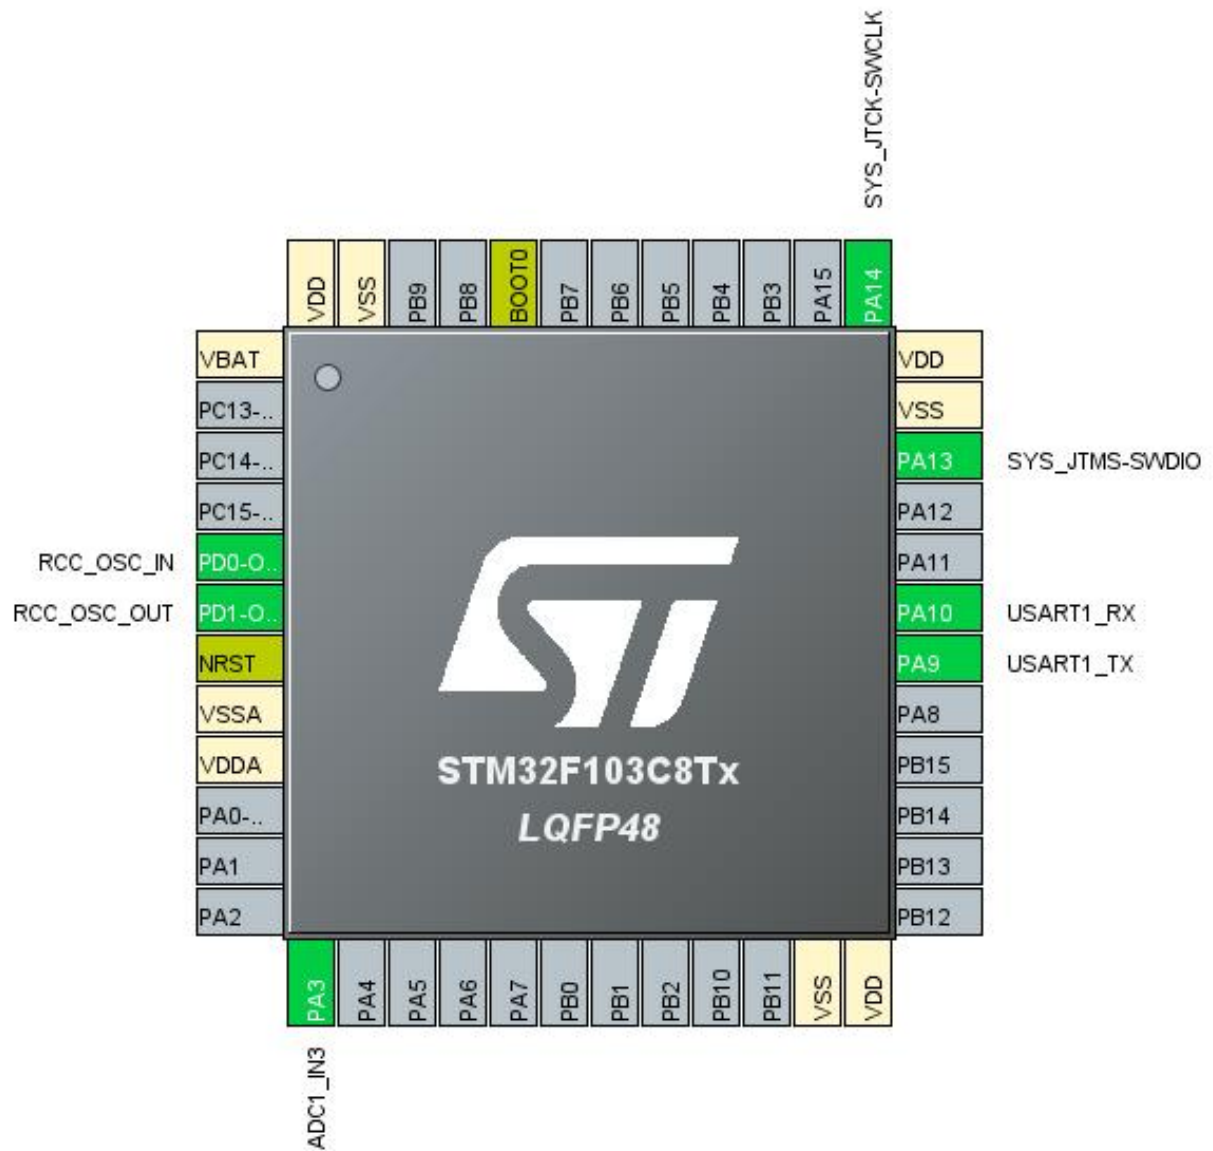 SYS_JTCK-SWCLK
VDD
VSS
PB9
PB8
BOOT0
PB7
PB6
PB5
PB4
PB3
PA15
PA14
VBAT
PC13-..
PC14-..
PC15-..
RCC_OSC_IN
PD0-O..
RCC_OSC_OUT
PD1-O..
NRST
VSSA
VDDA
PA0-..
PA1
PA2
VDD
VSS
PA13
SYS_JTMS-SWDIO
PA12
PA11
PA10
USART1_RX
PA9
USART1_TX
PA8
PB15
PB14
PB13
PB12
ST
STM32F103C8Tx
LQFP48
PA3
PA4
PA5
PA6
PA7
PB0
PB1
PB2
PB10
PB11
VSS
VDD
ADC1_IN3